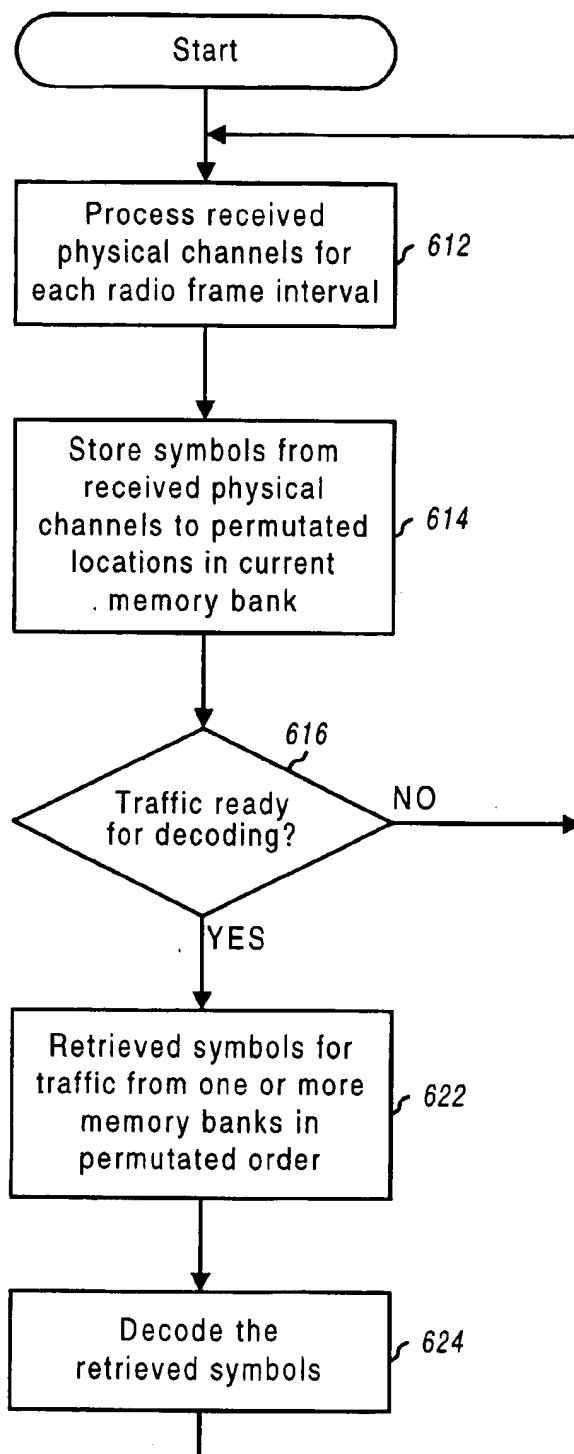 Start
Process received
physical channels for
each radio frame interval
612
Store symbols from
received physical
channels to permutated
locations in current
memory bank
614
616
Traffic ready
for decoding?
NO
YES
Retrieved symbols for
traffic from one or more
memory banks in
permutated order
622
Decode the
retrieved symbols
624